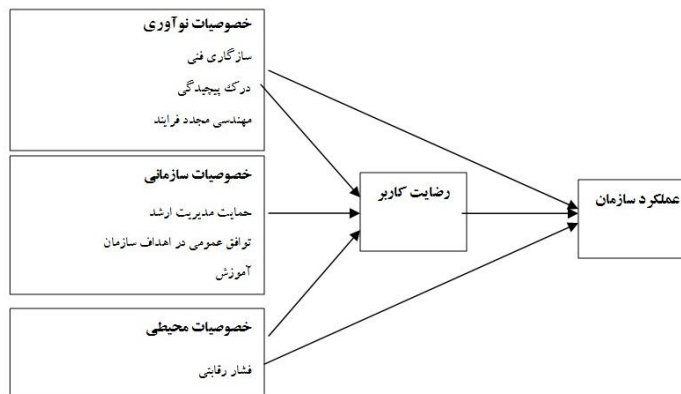 خصوصیات نوآوری
سازگاری فنی
درک پیچیدگی
مهندسی مجدد فرایند
خصوصیات سازمانی
حمایت مدیریت ارشد
توافق عمومی در اهداف سازمان
آموزش
خصوصیات محیطی
فشار رقابتی
رضایت کاربر
عملکرد سازمان